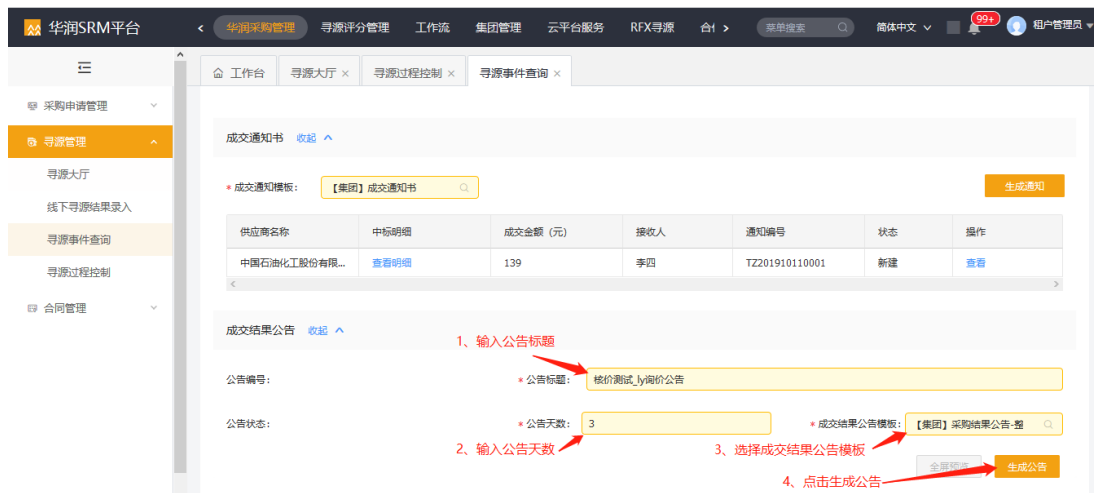 华润SRM平台
华润采购管理 寻源评分管理 工作流 集团管理 云平台服务 RFX寻源 菜单搜索 简体中文 99+ 租户管理员
工作台 寻源大厅 寻源过程控制 寻源事件查询
采购申请管理
寻源管理
寻源大厅
线下寻源结果录入
寻源事件查询
寻源过程控制
合同管理
成交通知书 收起
* 成交通知模板: 【集团】成交通知书 生成通知
供应商名称 中标明细 成交金额（元） 接收人 通知编号 状态 操作
中国石油化工股份有限... 查看明细 139 李四 TZ201910110001 新建 查看
成交结果公告 收起
1、输入公告标题
公告编号: * 公告标题: 核价测试_ly询价公告
公告状态: * 公告天数: 3 * 成交结果公告模板: 【集团】采购结果公告-整
2、输入公告天数 3、选择成交结果公告模板
全屏预览 生成公告
4、点击生成公告